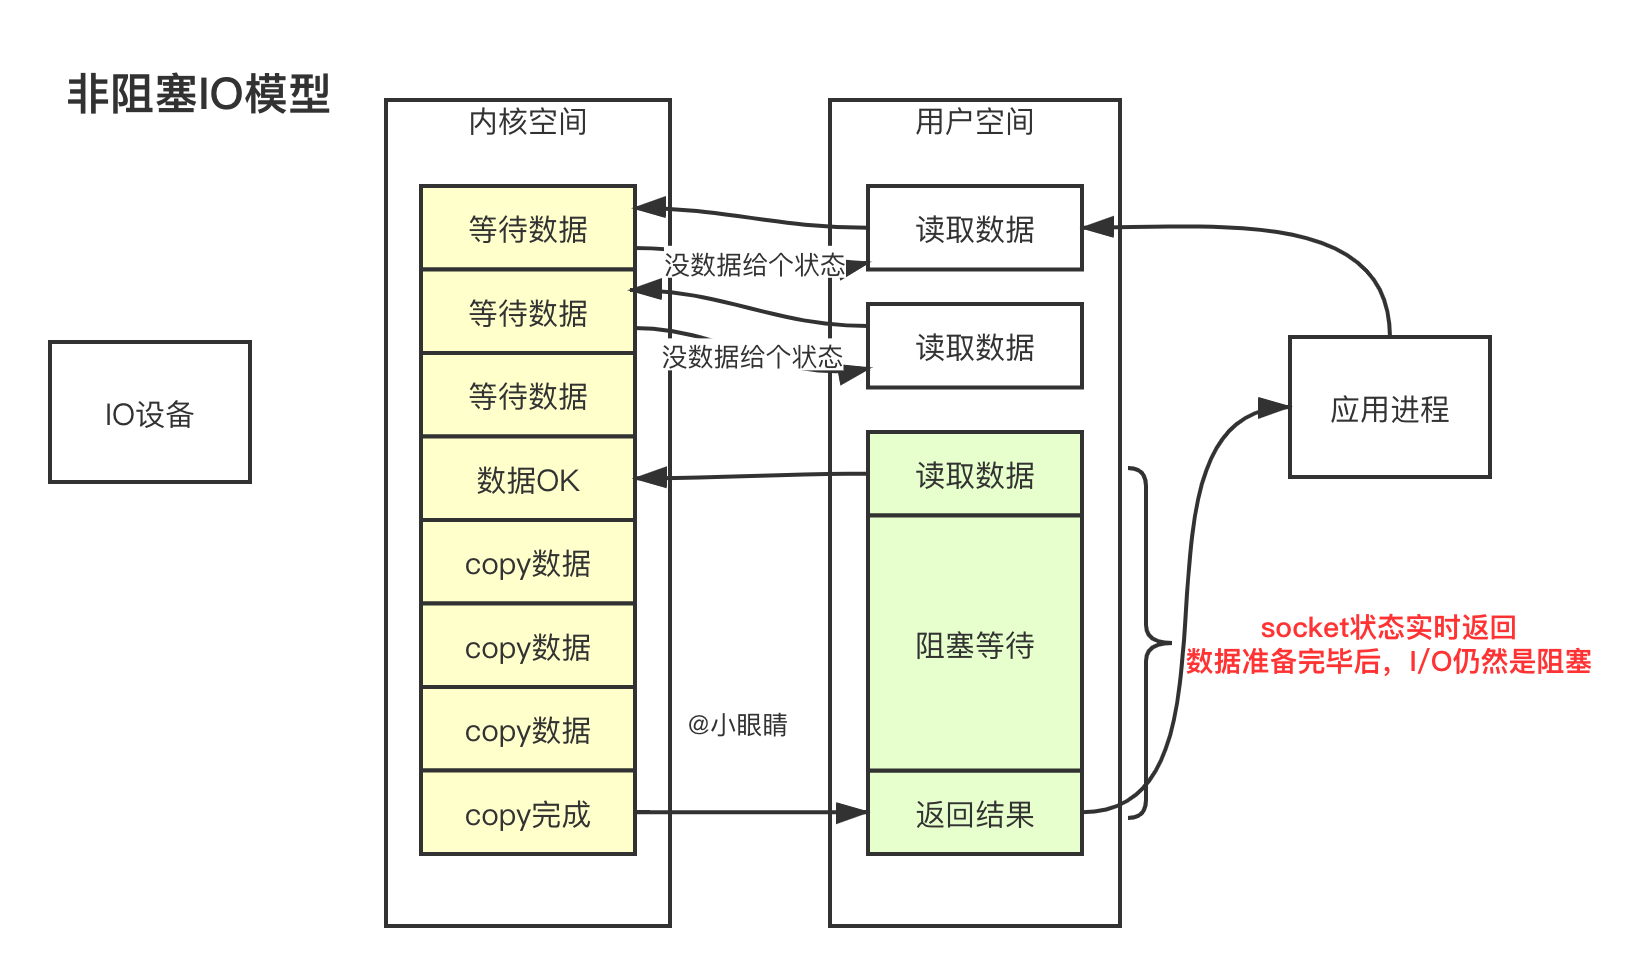 非阻塞IO模型
内核空间
用户空间
等待数据
读取数据
没数据给个状态
等待数据
读取数据
没数据给个状态
等待数据
IO设备
应用进程
数据OK
读取数据
copy数据
copy数据
阻塞等待
socket状态实时返回
数据准备完毕后，I/O仍然是阻塞
copy数据
@小眼睛
copy完成
返回结果